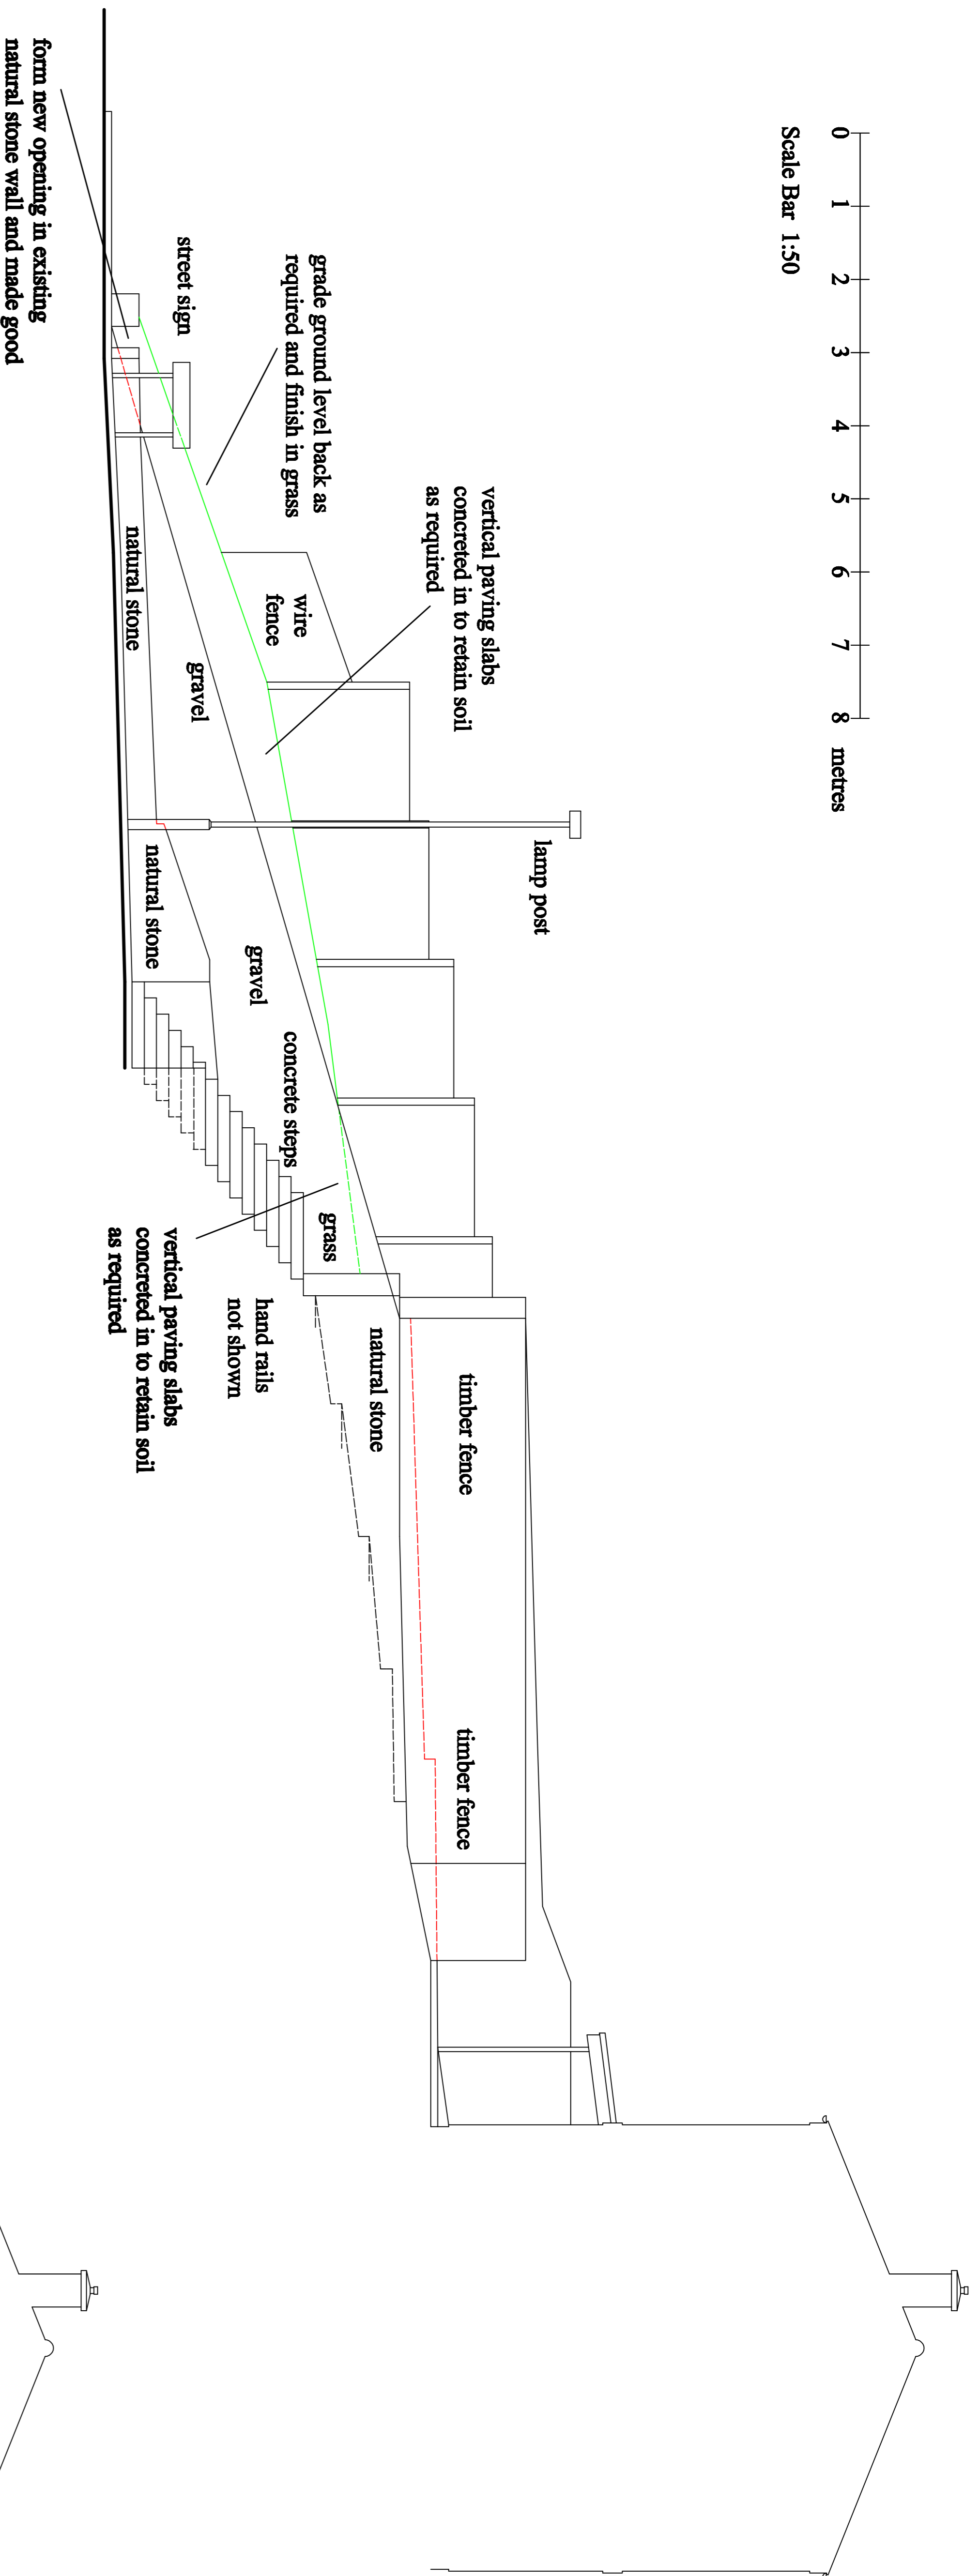 0 1 2 3 4 5 6 7 8 metres
Scale Bar 1:50
lamp post
vertical paving slabs
concreted in to retain soil
as required
grade ground level back as
required and finish in grass
street sign
wire
fence
timber fence
timber fence
natural stone
grass
concrete steps
gravel
gravel
natural stone
natural stone
hand rails
not shown
vertical paving slabs
concreted in to retain soil
as required
form new opening in existing
natural stone wall and made good